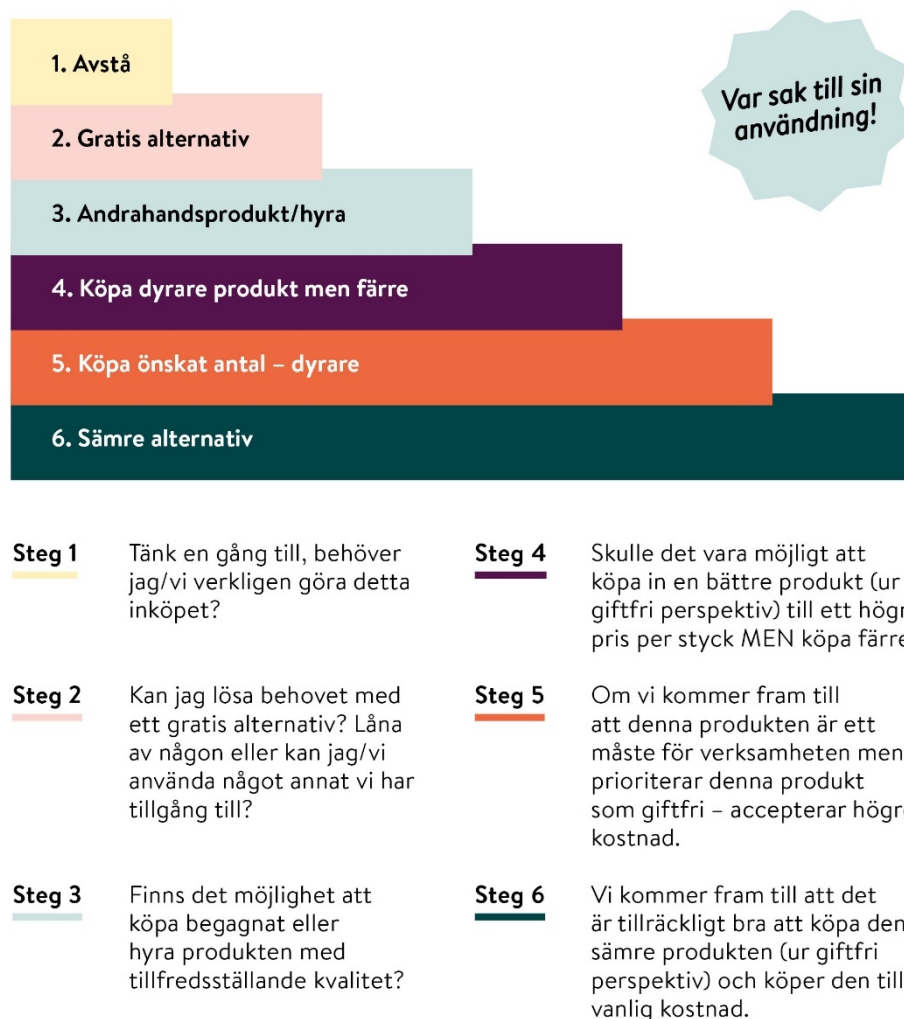 1. Avstå
Var sak till sin
användning!
2. Gratis alternativ
3. Andrahandsprodukt/hyra
4. Köpa dyrare produkt men färre
5. Köpa önskat antal – dyrare
6. Sämre alternativ
Steg 1
Tänk en gång till, behöver
jag/vi verkligen göra detta
inköpet?
Steg 2
Kan jag lösa behovet med
ett gratis alternativ? Låna
av någon eller kan jag/vi
använda något annat vi har
tillgång till?
Steg 3
Finns det möjlighet att
köpa begagnat eller
hyra produkten med
tillfredsställande kvalitet?
Steg 4
Skulle det vara möjligt att
köpa in en bättre produkt (ur
giftfri perspektiv) till ett
pris per styck MEN köpa
Steg 5
Om vi kommer fram till
att denna produkten är ett
måste för verksamheten men
prioriterar denna produkt
som giftfri – accepterar
kostnad.
Steg 6
Vi kommer fram till att det
är tillräckligt bra att köpa den
sämre produkten (ur giftfri
perspektiv) och köper den till
vanlig kostnad.